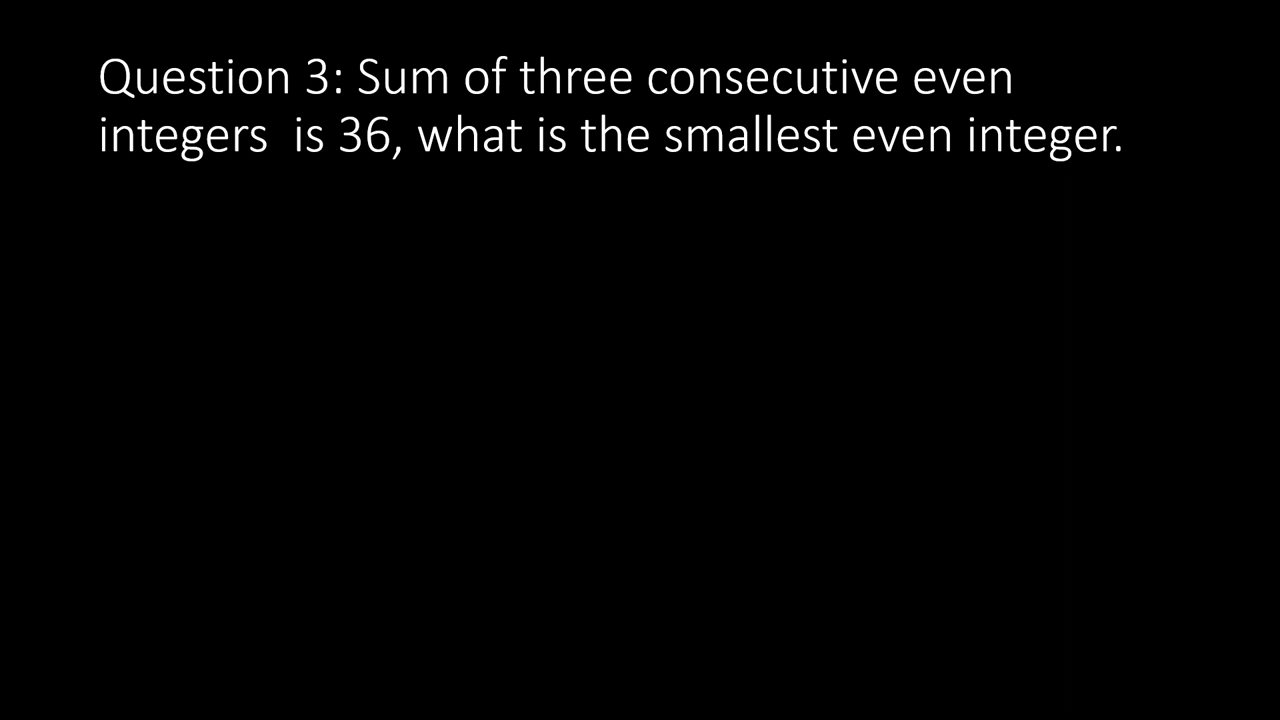 Question 3: Sum of three consecutive even
integers  is 36, what is the smallest even integer.